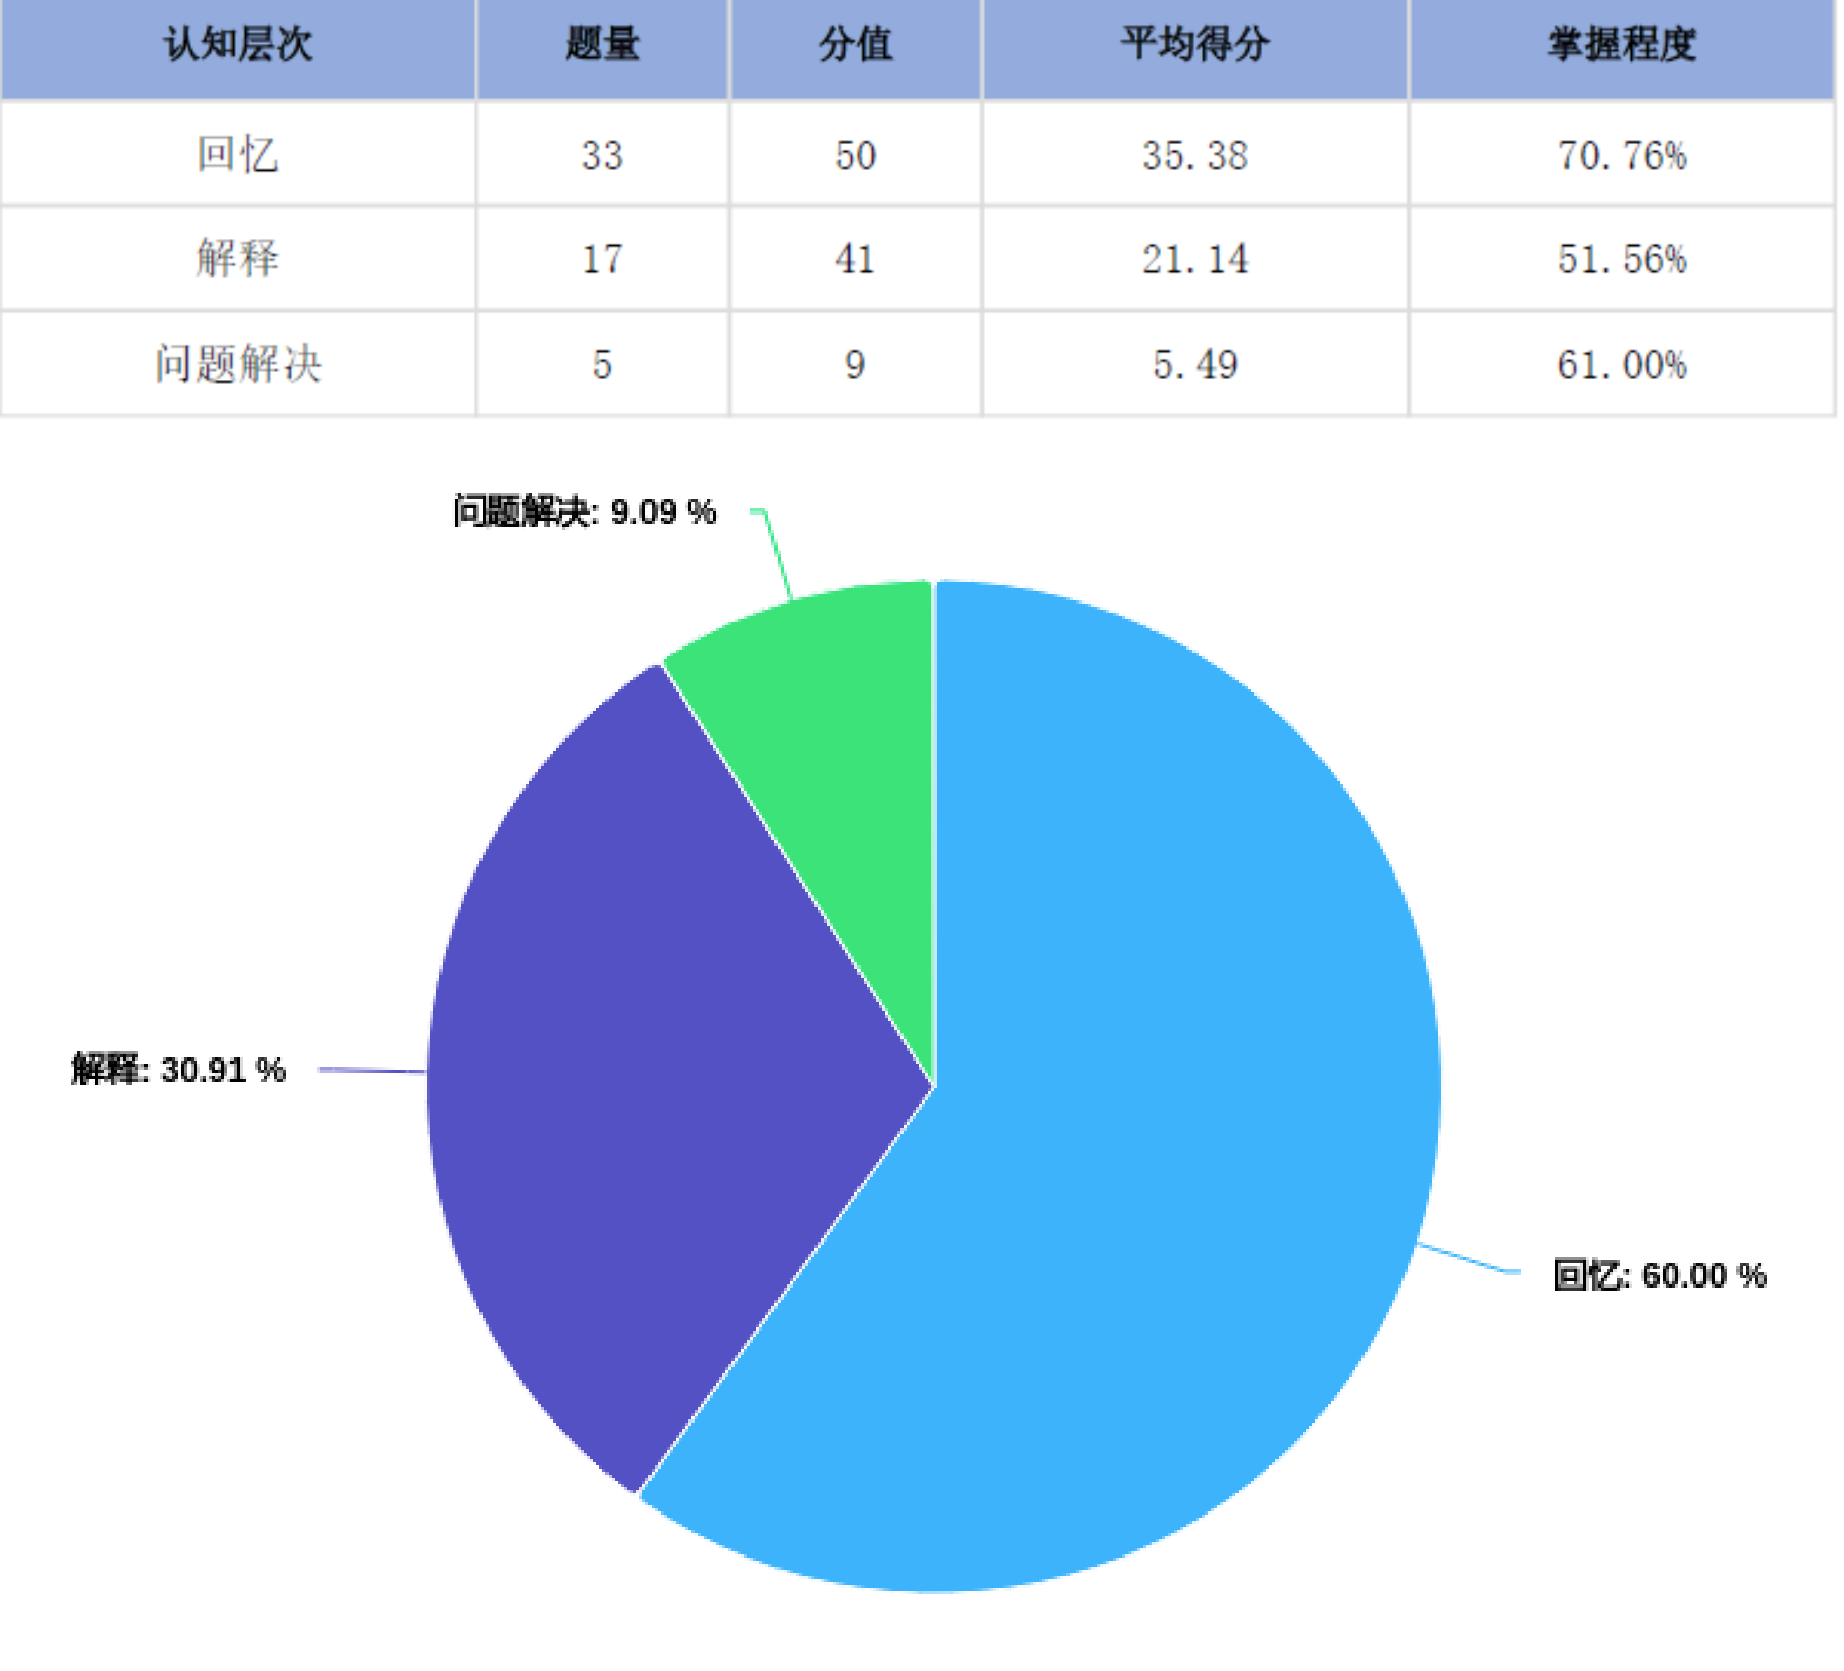 认知层次 题量 分值 平均得分 掌握程度
回忆 33 50 35.38 70.76%
解释 17 41 21.14 51.56%
问题解决 5 9 5.49 61.00%
问题解决: 9.09 %
解释: 30.91 %
回忆: 60.00 %